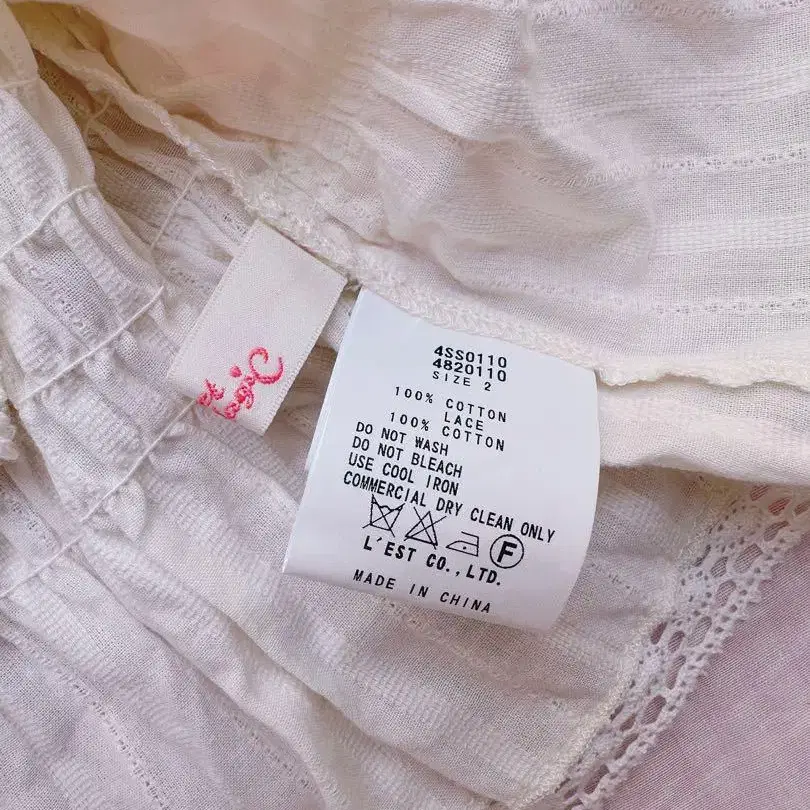 4SS0110
4820110
SIZE 2
100% COTTON
LACE
100% COTTON
DO NOT WASH
DO NOT BLEACH
USE COOL IRON
COMMERCIAL DRY CLEAN ONLY
F
L'EST CO.,LTD.
MADE IN CHINA